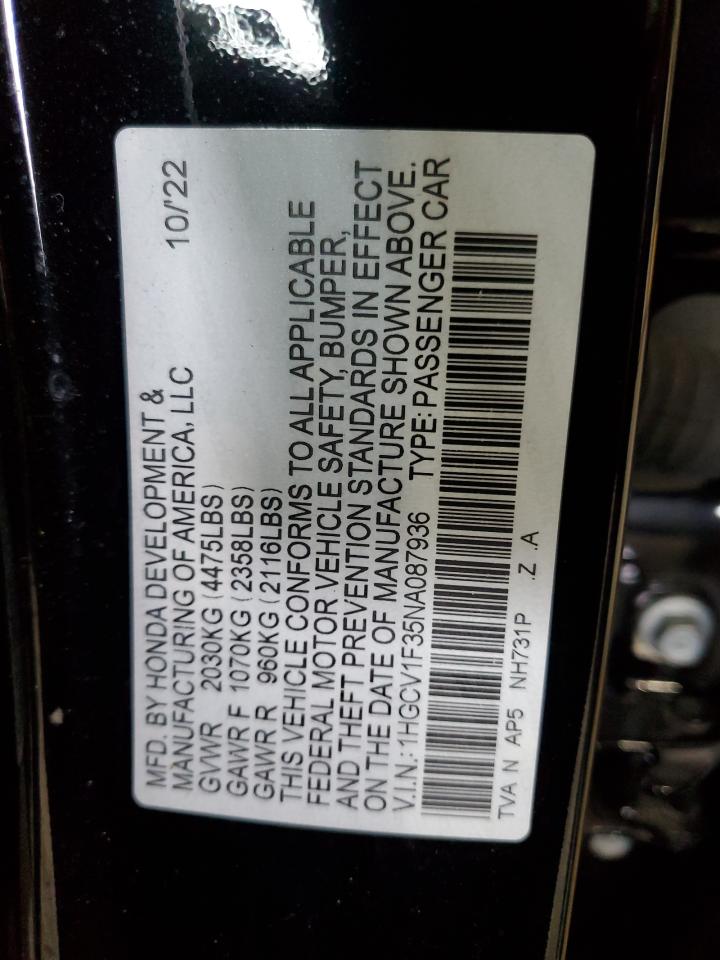 MFD. BY HONDA DEVELOPMENT &
MANUFACTURING OF AMERICA, LLC 10/'22
GVWR 2030KG (4475LBS)
GAWR F 1070KG (2358LBS)
GAWR R 960KG (2116LBS)
THIS VEHICLE CONFORMS TO ALL APPLICABLE
FEDERAL MOTOR VEHICLE SAFETY, BUMPER,
AND THEFT PREVENTION STANDARDS IN EFFECT
ON THE DATE OF MANUFACTURE SHOWN ABOVE.
V.I.N.: 1HGCV1F35NA087936 TYPE: PASSENGER CAR
TVA N AP5 NH731P .Z .A